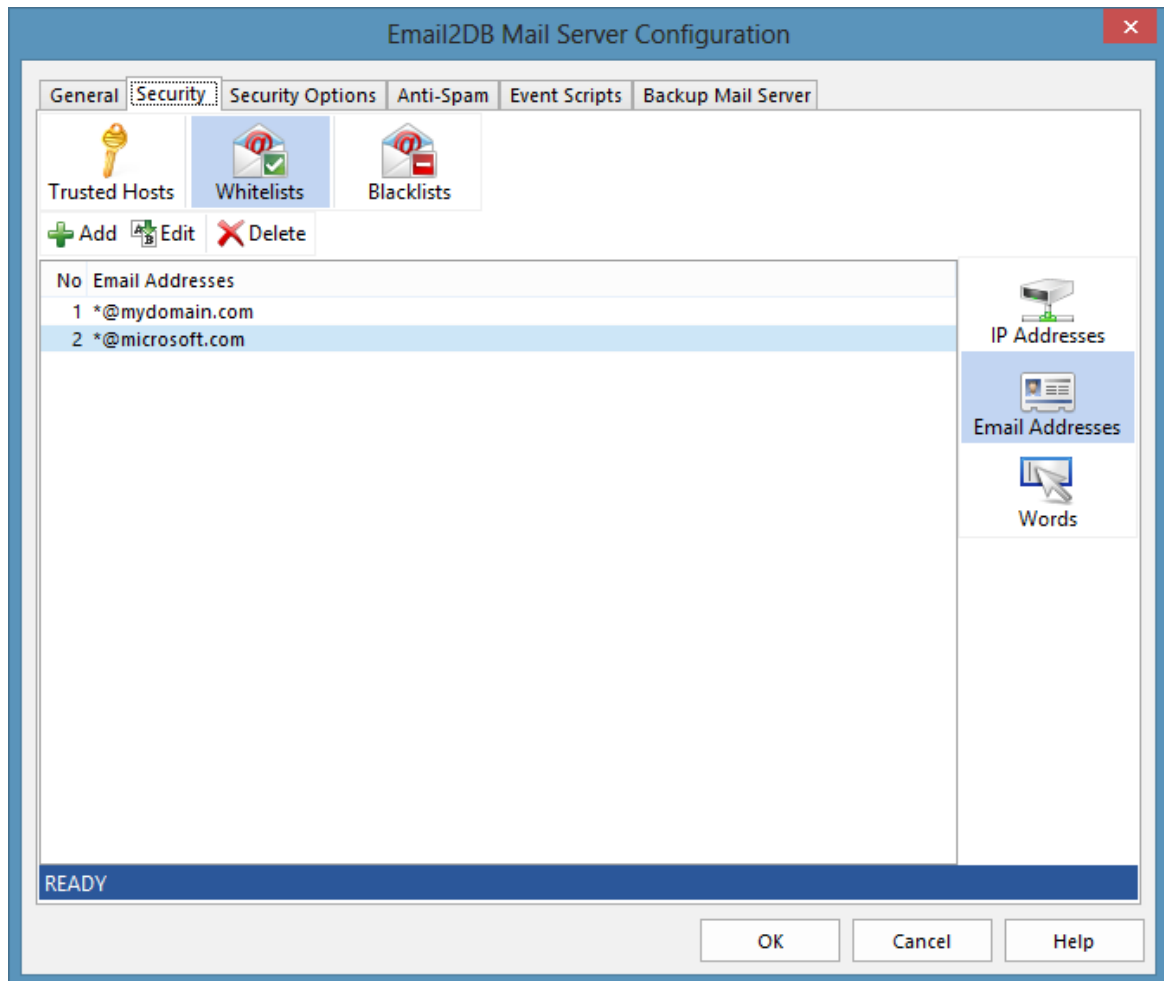 Email2DB Mail Server Configuration
General Security Security Options Anti-Spam Event Scripts Backup Mail Server
Trusted Hosts Whitelists Blacklists
Add Edit Delete
No Email Addresses
1 *@mydomain.com
2 *@microsoft.com
IP Addresses
Email Addresses
Words
READY
OK Cancel Help